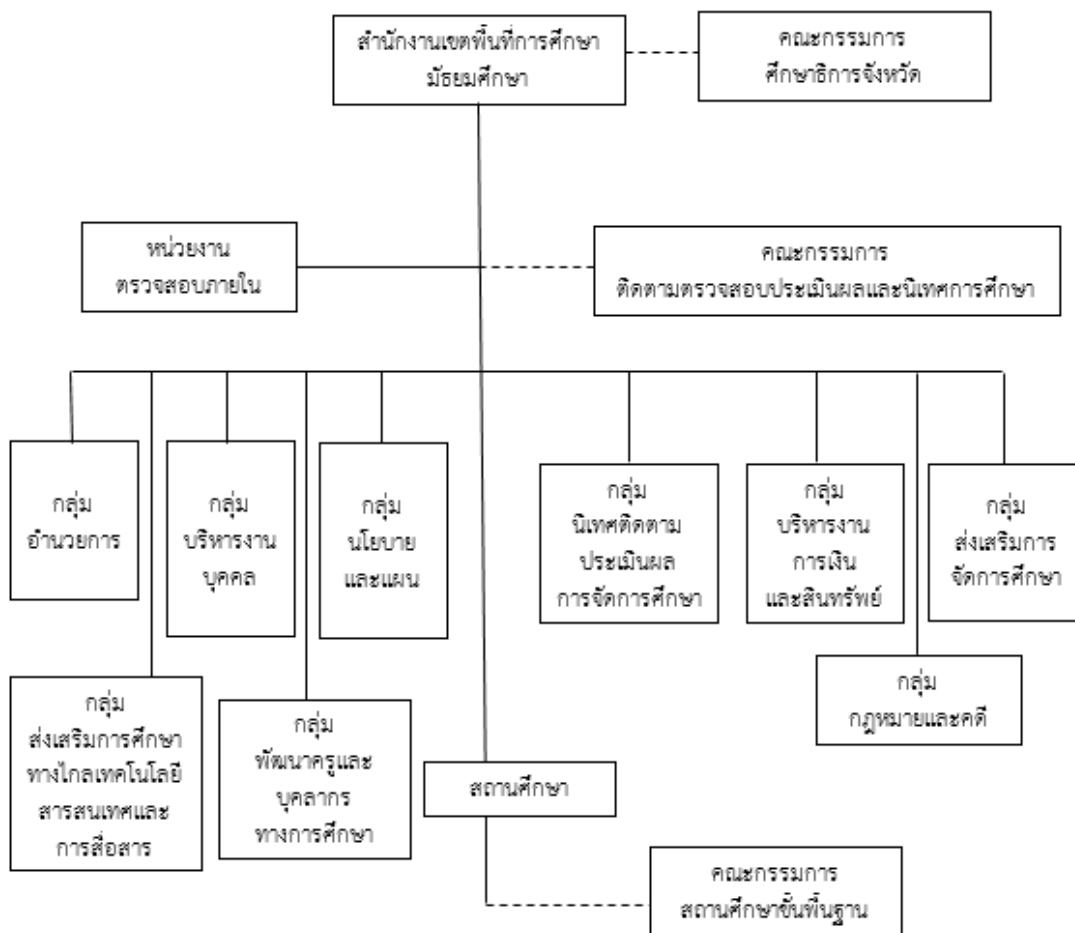 สำนักงานเขตพื้นที่การศึกษา
มัธยมศึกษา
คณะกรรมการ
ศึกษาธิการจังหวัด
หน่วยงาน
ตรวจสอบภายใน
คณะกรรมการ
ติดตามตรวจสอบประเมินผลและนิเทศการศึกษา
กลุ่ม
อำนวยการ
กลุ่ม
บริหารงาน
บุคคล
กลุ่ม
นโยบาย
และแผน
กลุ่ม
นิเทศติดตาม
ประเมินผล
การจัดการศึกษา
กลุ่ม
บริหารงาน
การเงิน
และสินทรัพย์
กลุ่ม
ส่งเสริมการ
จัดการศึกษา
กลุ่ม
ส่งเสริมการศึกษา
ทางไกลเทคโนโลยี
สารสนเทศและ
การสื่อสาร
กลุ่ม
พัฒนาครูและ
บุคลากร
ทางการศึกษา
สถานศึกษา
กลุ่ม
กฎหมายและคดี
คณะกรรมการ
สถานศึกษาขั้นพื้นฐาน